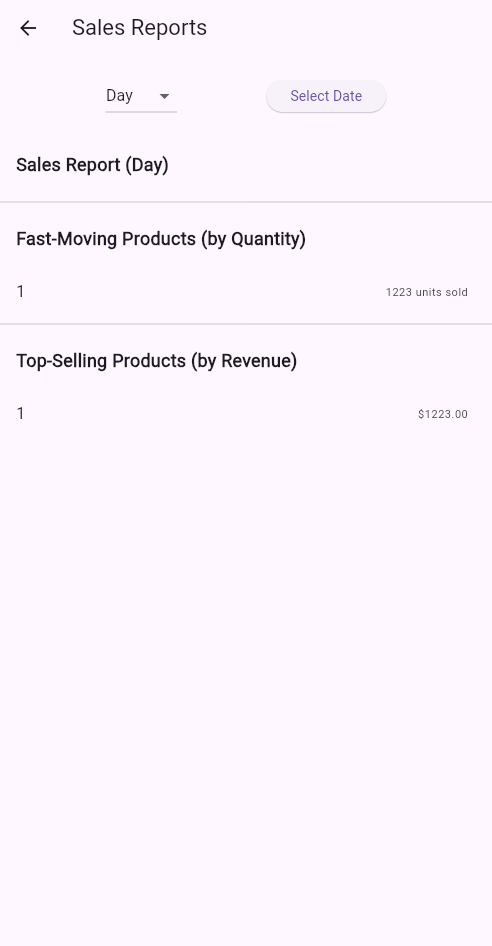 Sales Reports
Day
Select Date
Sales Report (Day)
Fast-Moving Products (by Quantity)
1
1223 units sold
Top-Selling Products (by Revenue)
1
$1223.00